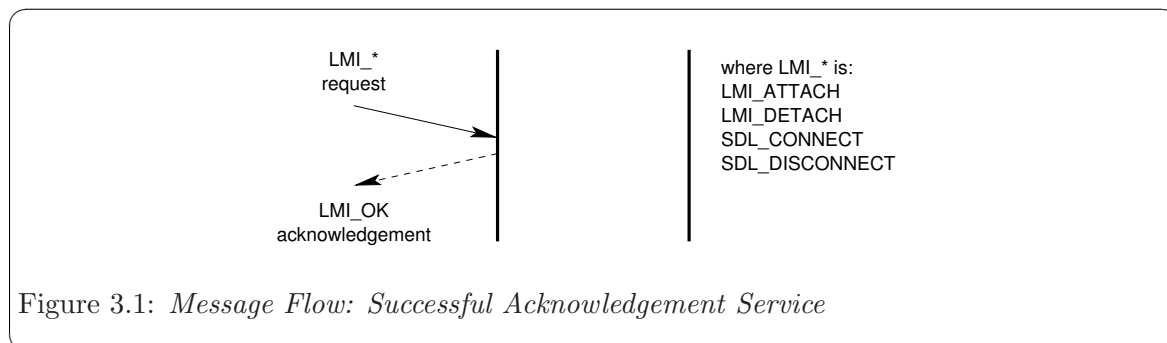 LMI_*
request
LMI_OK
acknowledgement
where LMI_* is:
LMI_ATTACH
LMI_DETACH
SDL_CONNECT
SDL_DISCONNECT
Figure 3.1: Message Flow: Successful Acknowledgement Service